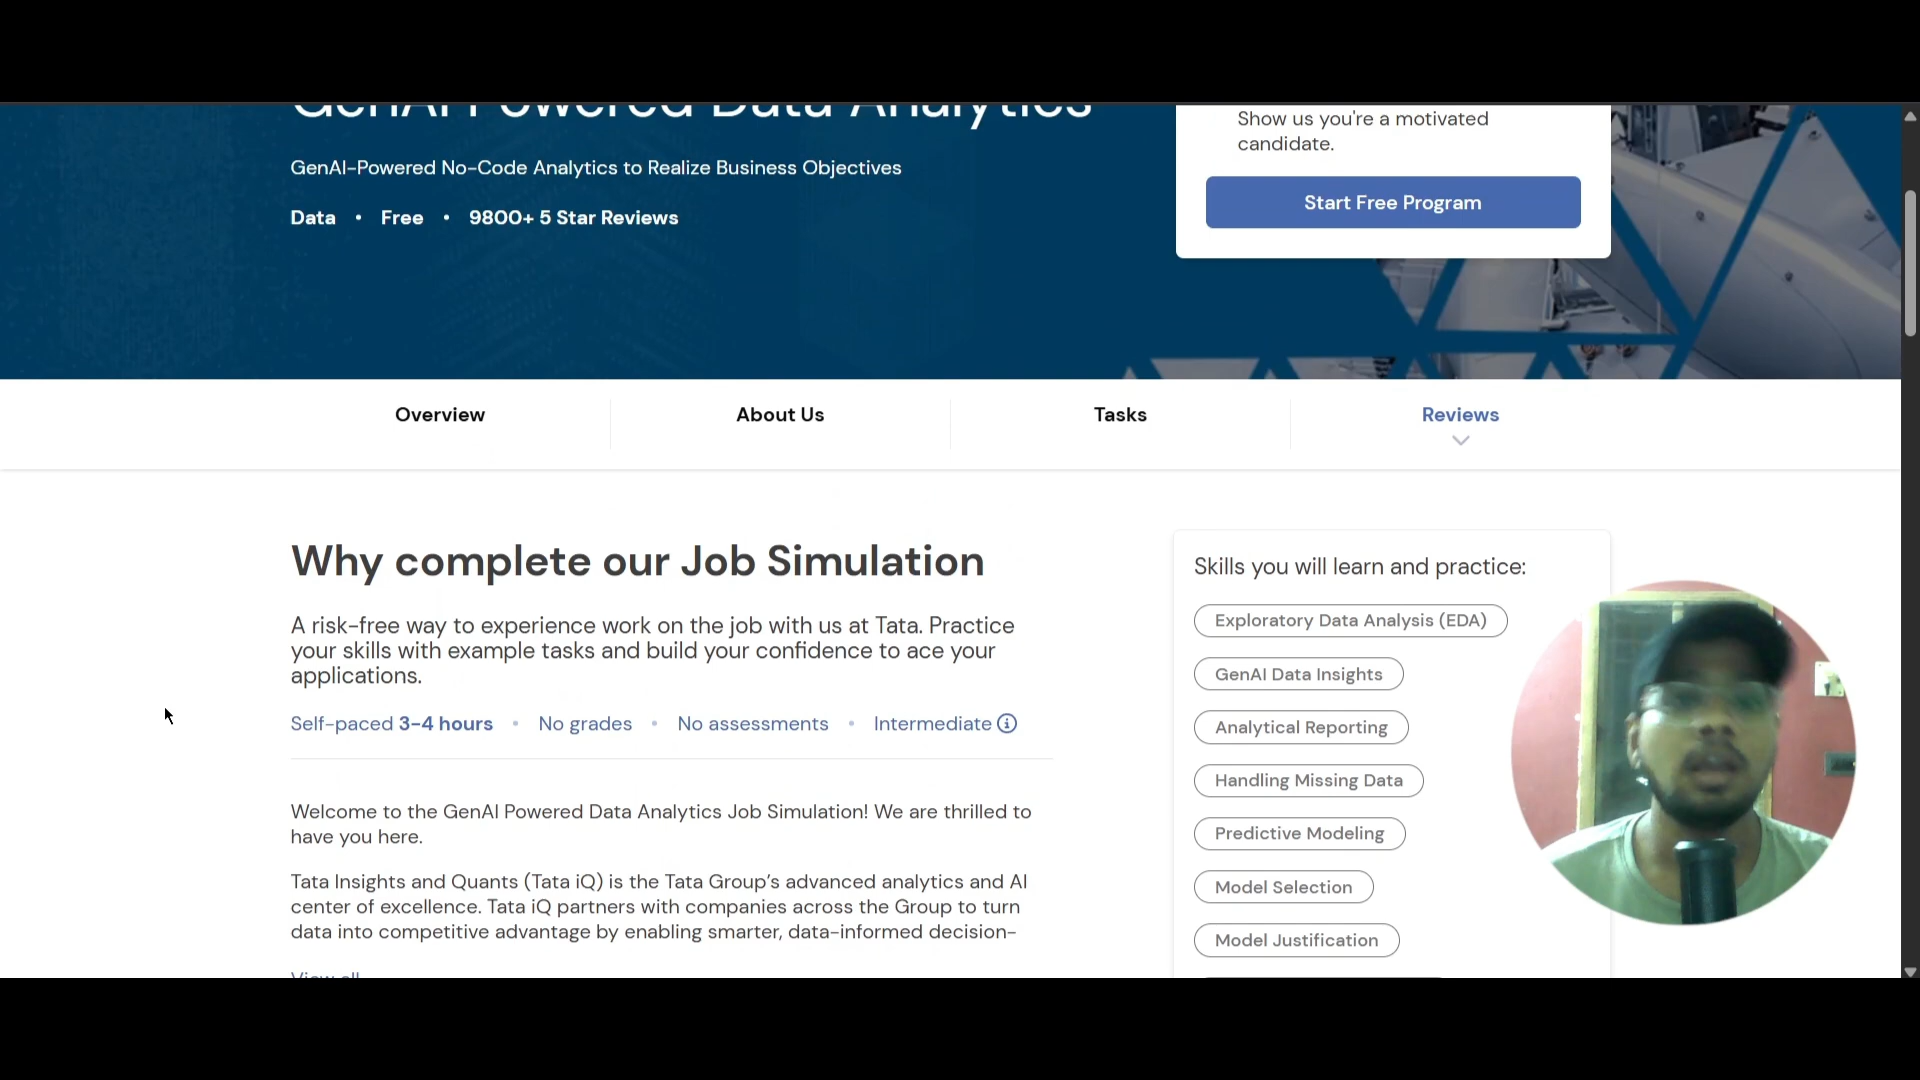 GenAI Powered Data Analytics
GenAI-Powered No-Code Analytics to Realize Business Objectives
Data • Free • 9800+ 5 Star Reviews
Show us you're a motivated
candidate.
Start Free Program
Overview
About Us
Tasks
Reviews
Why complete our Job Simulation
A risk-free way to experience work on the job with us at Tata. Practice
your skills with example tasks and build your confidence to ace your
applications.
Self-paced 3-4 hours • No grades • No assessments • Intermediate
Welcome to the GenAI Powered Data Analytics Job Simulation! We are thrilled to
have you here.
Tata Insights and Quants (Tata iQ) is the Tata Group's advanced analytics and AI
center of excellence. Tata iQ partners with companies across the Group to turn
data into competitive advantage by enabling smarter, data-informed decision-
View all
Skills you will learn and practice:
Exploratory Data Analysis (EDA)
GenAI Data Insights
Analytical Reporting
Handling Missing Data
Predictive Modeling
Model Selection
Model Justification